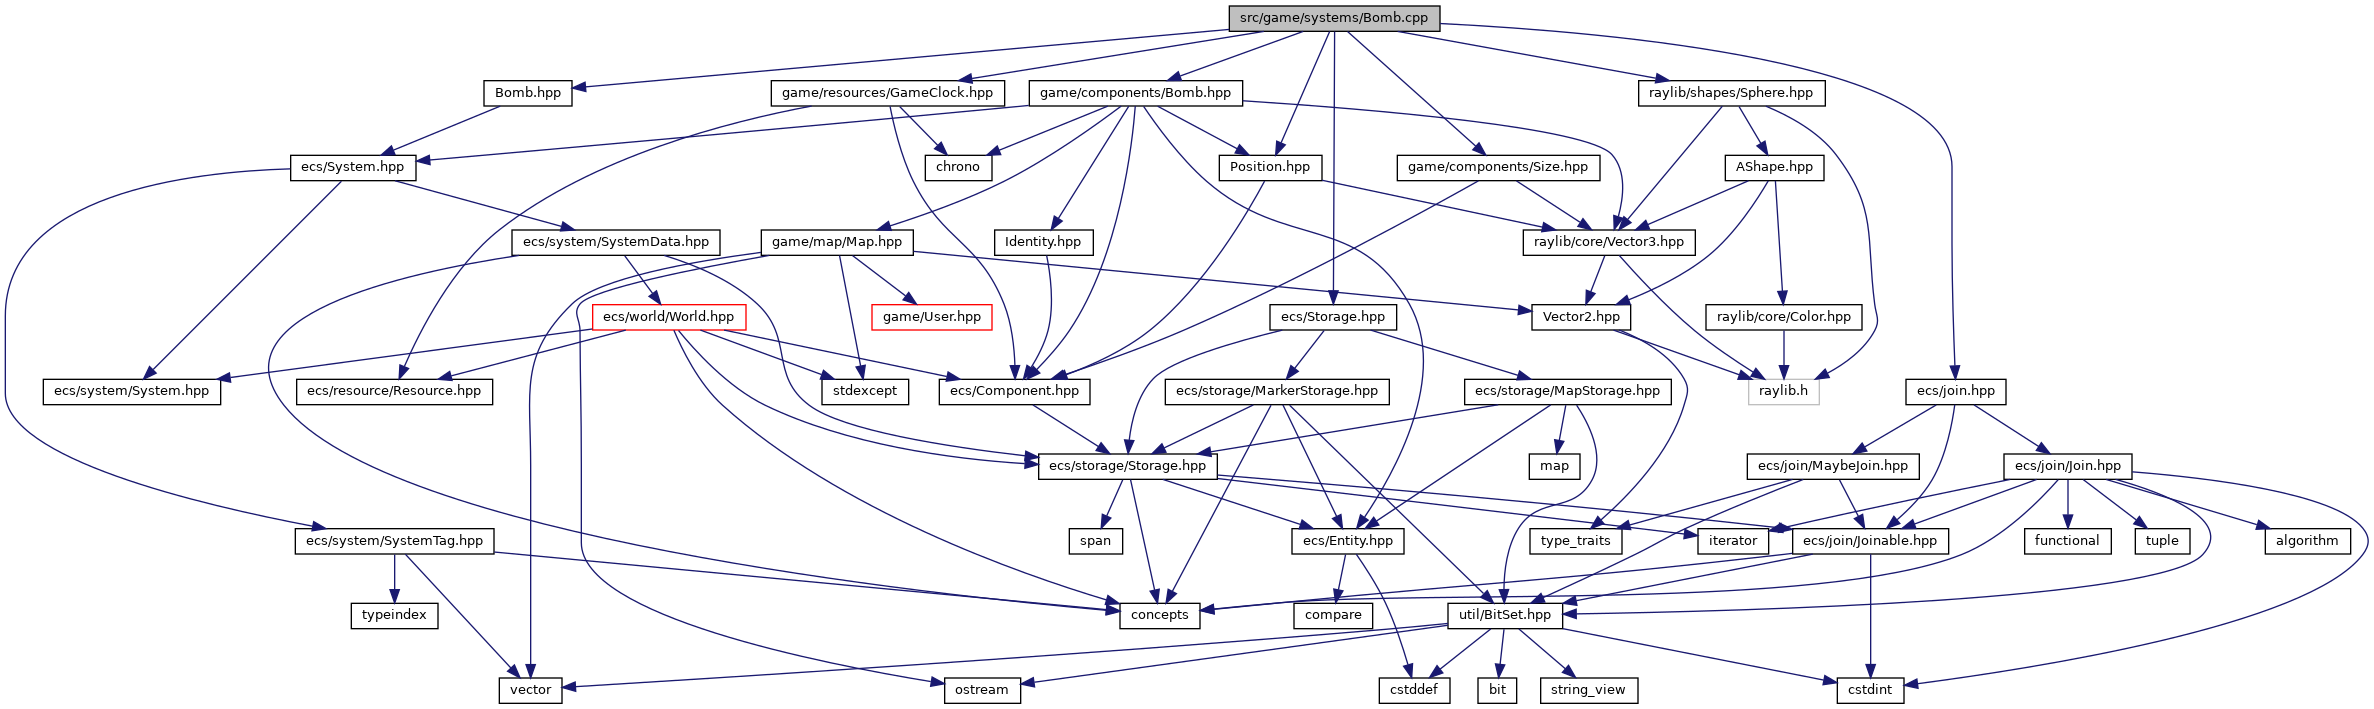 src/game/systems/Bomb.cpp
Bomb.hpp
game/resources/GameClock.hpp
game/components/Bomb.hpp
raylib/shapes/Sphere.hpp
ecs/System.hpp
chrono
Position.hpp
game/components/Size.hpp
AShape.hpp
ecs/system/SystemData.hpp
game/map/Map.hpp
Identity.hpp
raylib/core/Vector3.hpp
ecs/world/World.hpp
game/User.hpp
ecs/Storage.hpp
Vector2.hpp
raylib/core/Color.hpp
ecs/system/System.hpp
ecs/resource/Resource.hpp
stdexcept
ecs/Component.hpp
ecs/storage/MarkerStorage.hpp
ecs/storage/MapStorage.hpp
raylib.h
ecs/join.hpp
ecs/storage/Storage.hpp
map
ecs/join/MaybeJoin.hpp
ecs/join/Join.hpp
ecs/system/SystemTag.hpp
span
ecs/Entity.hpp
type_traits
iterator
ecs/join/Joinable.hpp
functional
tuple
algorithm
typeindex
concepts
compare
util/BitSet.hpp
vector
ostream
cstddef
bit
string_view
cstdint